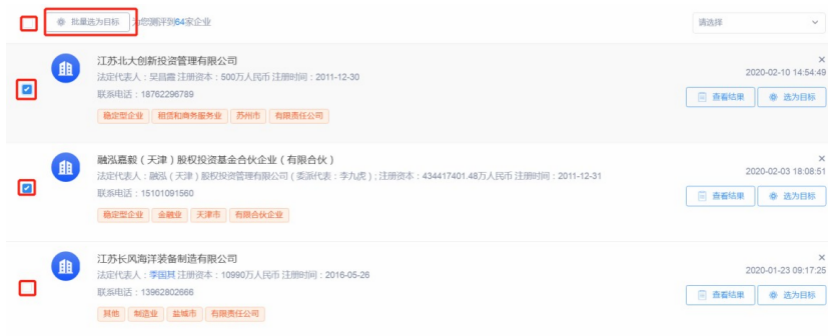 批量选为目标 为您测评到64家企业 请选择
江苏北大创新投资管理有限公司
2020-02-10 14:54:49
法定代表人：吴昌霞 注册资本：500万人民币 注册时间：2011-12-30
联系电话：18762296789
查看结果 选为目标
稳定型企业 租赁和商务服务业 苏州市 有限责任公司
融泓嘉毅（天津）股权投资基金合伙企业（有限合伙）
2020-02-03 18:08:51
法定代表人：融泓（天津）股权投资管理有限公司（委派代表：李九虎）; 注册资本：434417401.48万人民币 注册时间：2011-12-31
联系电话：15101091560
查看结果 选为目标
稳定型企业 金融业 天津市 有限合伙企业
江苏长风海洋装备制造有限公司
2020-01-23 09:17:25
法定代表人：李国其 注册资本：10990万人民币 注册时间：2016-05-26
联系电话：13962802666
查看结果 选为目标
其他 制造业 盐城市 有限责任公司